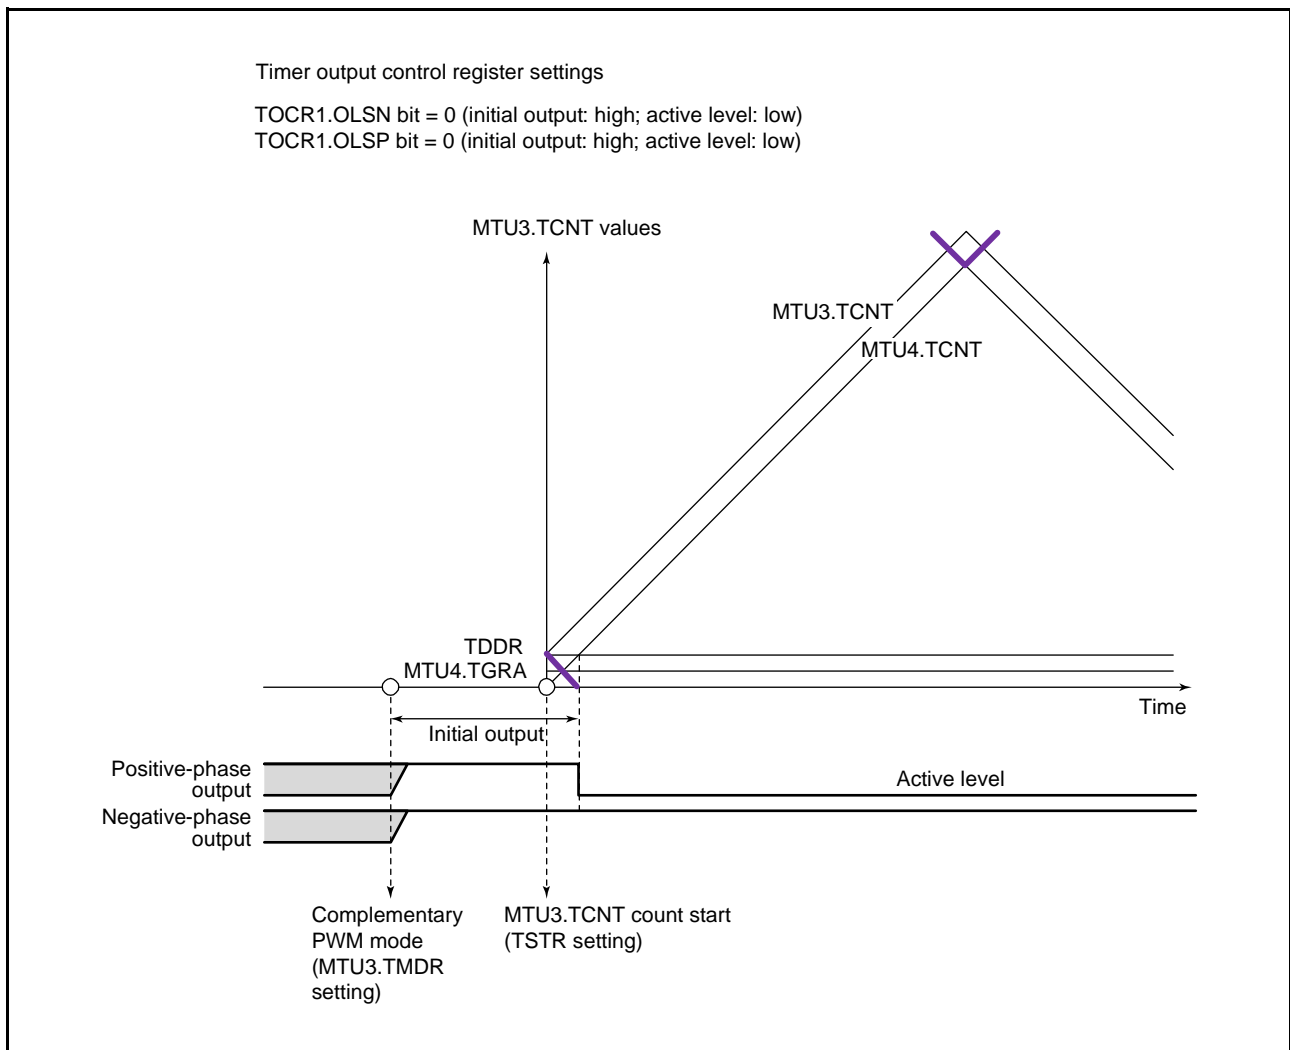 Timer output control register settings
TOCR1.OLSN bit = 0 (initial output: high; active level: low)
TOCR1.OLSP bit = 0 (initial output: high; active level: low)
MTU3.TCNT values
MTU3.TCNT
MTU4.TCNT
TDDR
MTU4.TGRA
Time
Initial output
Positive-phase
output
Active level
Negative-phase
output
Complementary
PWM mode
(MTU3.TMDR
setting)
MTU3.TCNT count start
(TSTR setting)